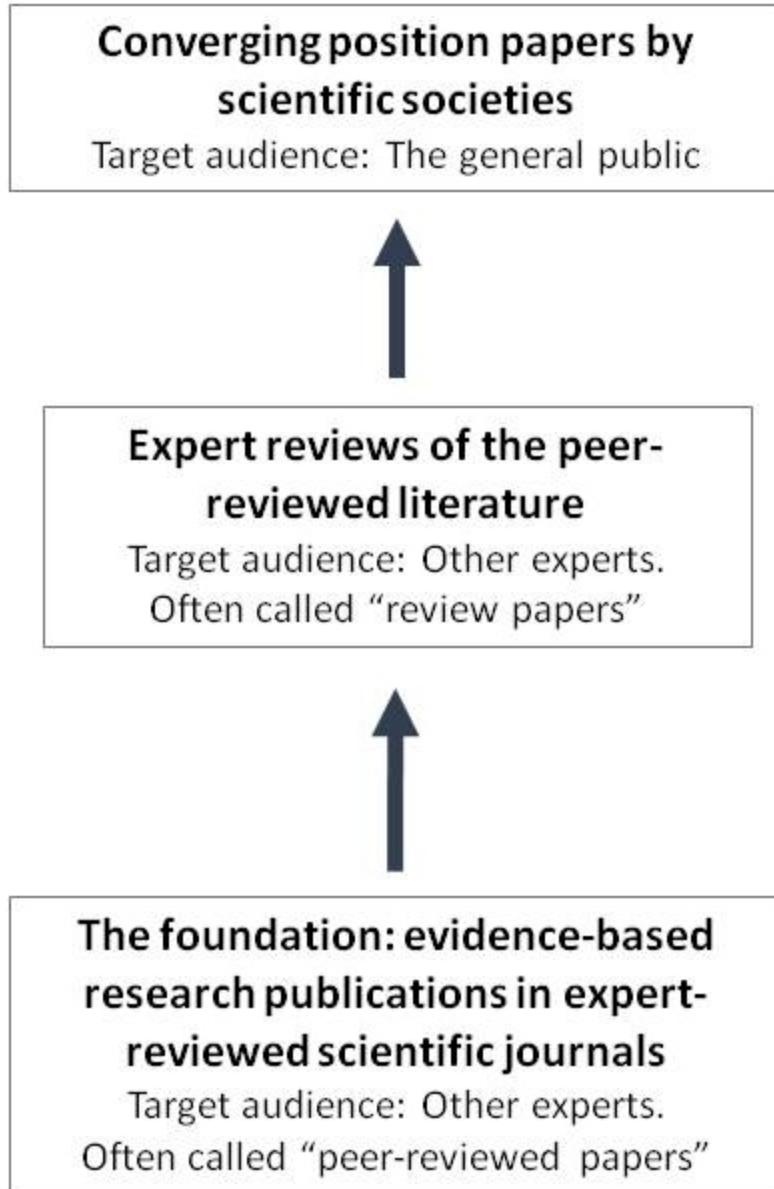 Converging position papers by
scientific societies
Target audience: The general public
Expert reviews of the peer-
reviewed literature
Target audience: Other experts.
Often called “review papers”
The foundation: evidence-based
research publications in expert-
reviewed scientific journals
Target audience: Other experts.
Often called “peer-reviewed papers”